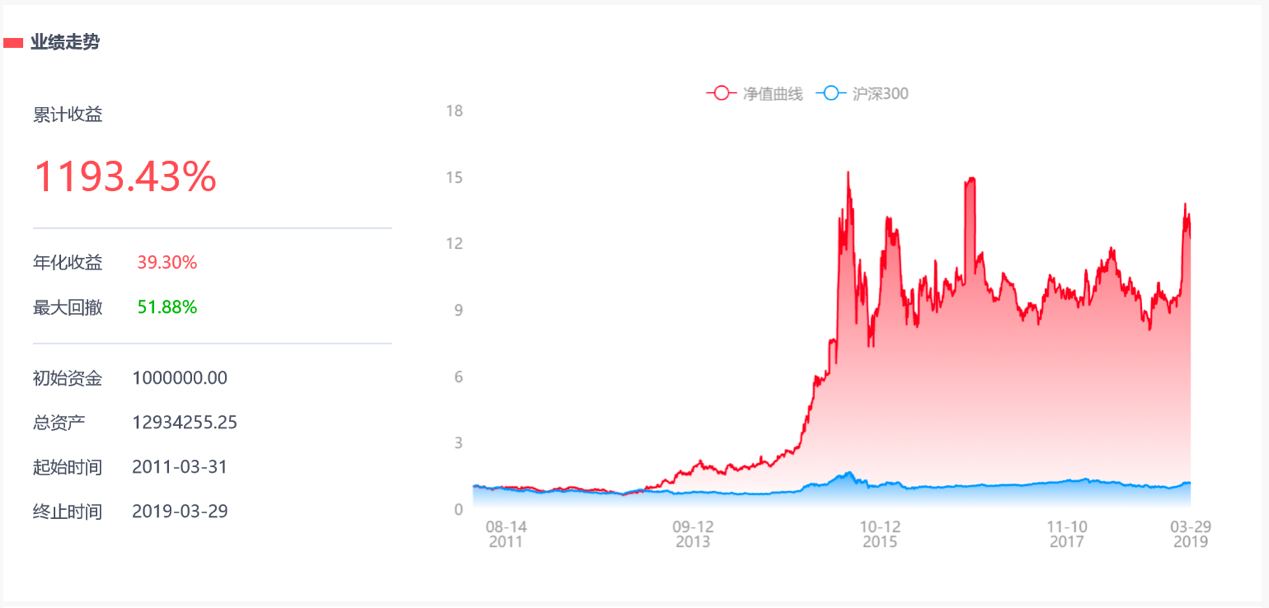 业绩走势
累计收益
1193.43%
年化收益 39.30%
最大回撤 51.88%
初始资金 1000000.00
总资产 12934255.25
起始时间 2011-03-31
终止时间 2019-03-29
净值曲线 沪深300
18
15
12
9
6
3
0
08-14 09-12 10-12 11-10 03-29
2011 2013 2015 2017 2019